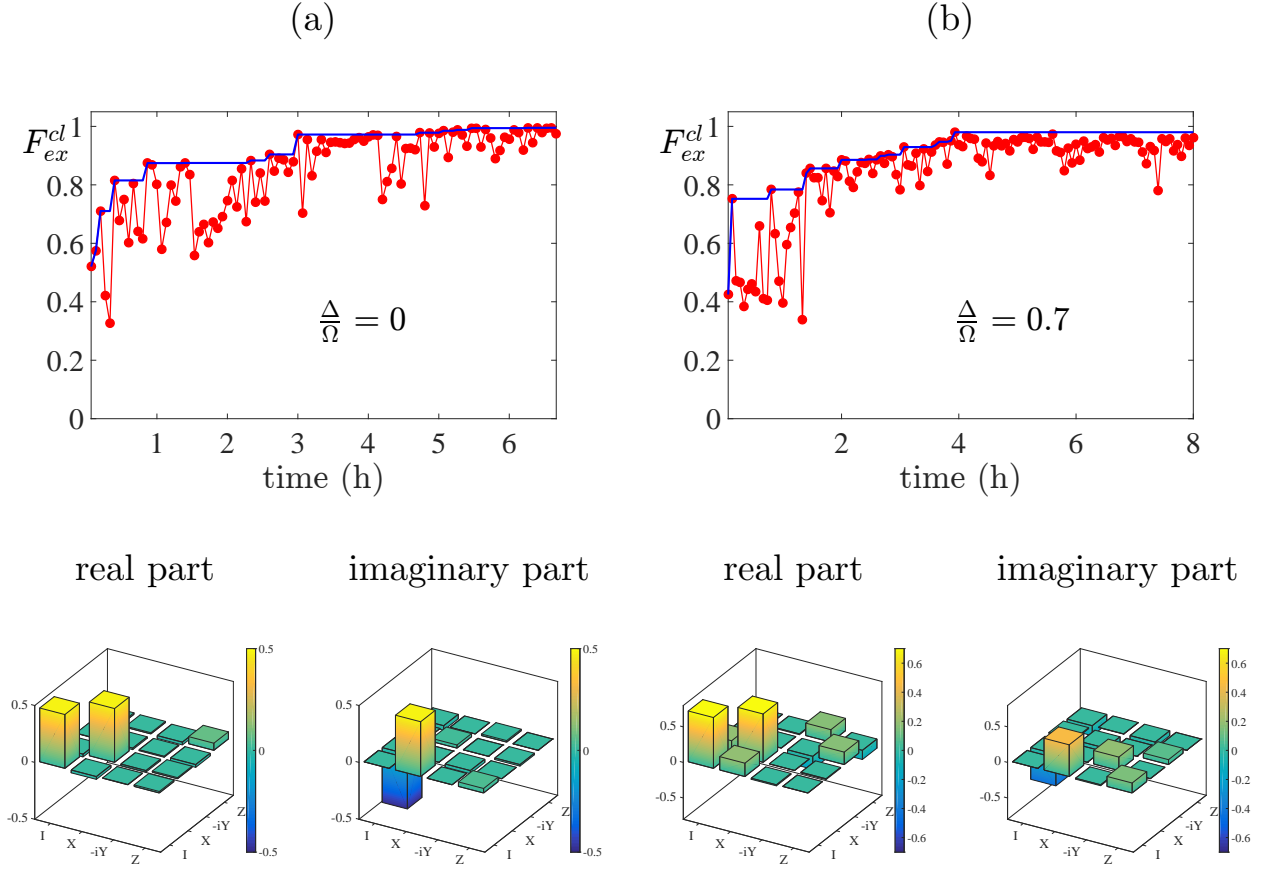 (a)
(b)
F_{ex}^{cl}
1
0.8
0.6
0.4
0.2
0
Δ/Ω = 0
1 2 3 4 5 6
time (h)
F_{ex}^{cl}
1
0.8
0.6
0.4
0.2
0
Δ/Ω = 0.7
2 4 6 8
time (h)
real part
imaginary part
real part
imaginary part
0.5
0
-0.5
I X -iY Z
I X -iY Z
0.5
0
-0.5
0.5
0
-0.5
I X -iY Z
I X -iY Z
0.5
0
-0.5
0.5
0
-0.5
I X -iY Z
I X -iY Z
0.6
0.4
0.2
0
-0.2
-0.4
-0.6
0.5
0
-0.5
I X -iY Z
I X -iY Z
0.6
0.4
0.2
0
-0.2
-0.4
-0.6